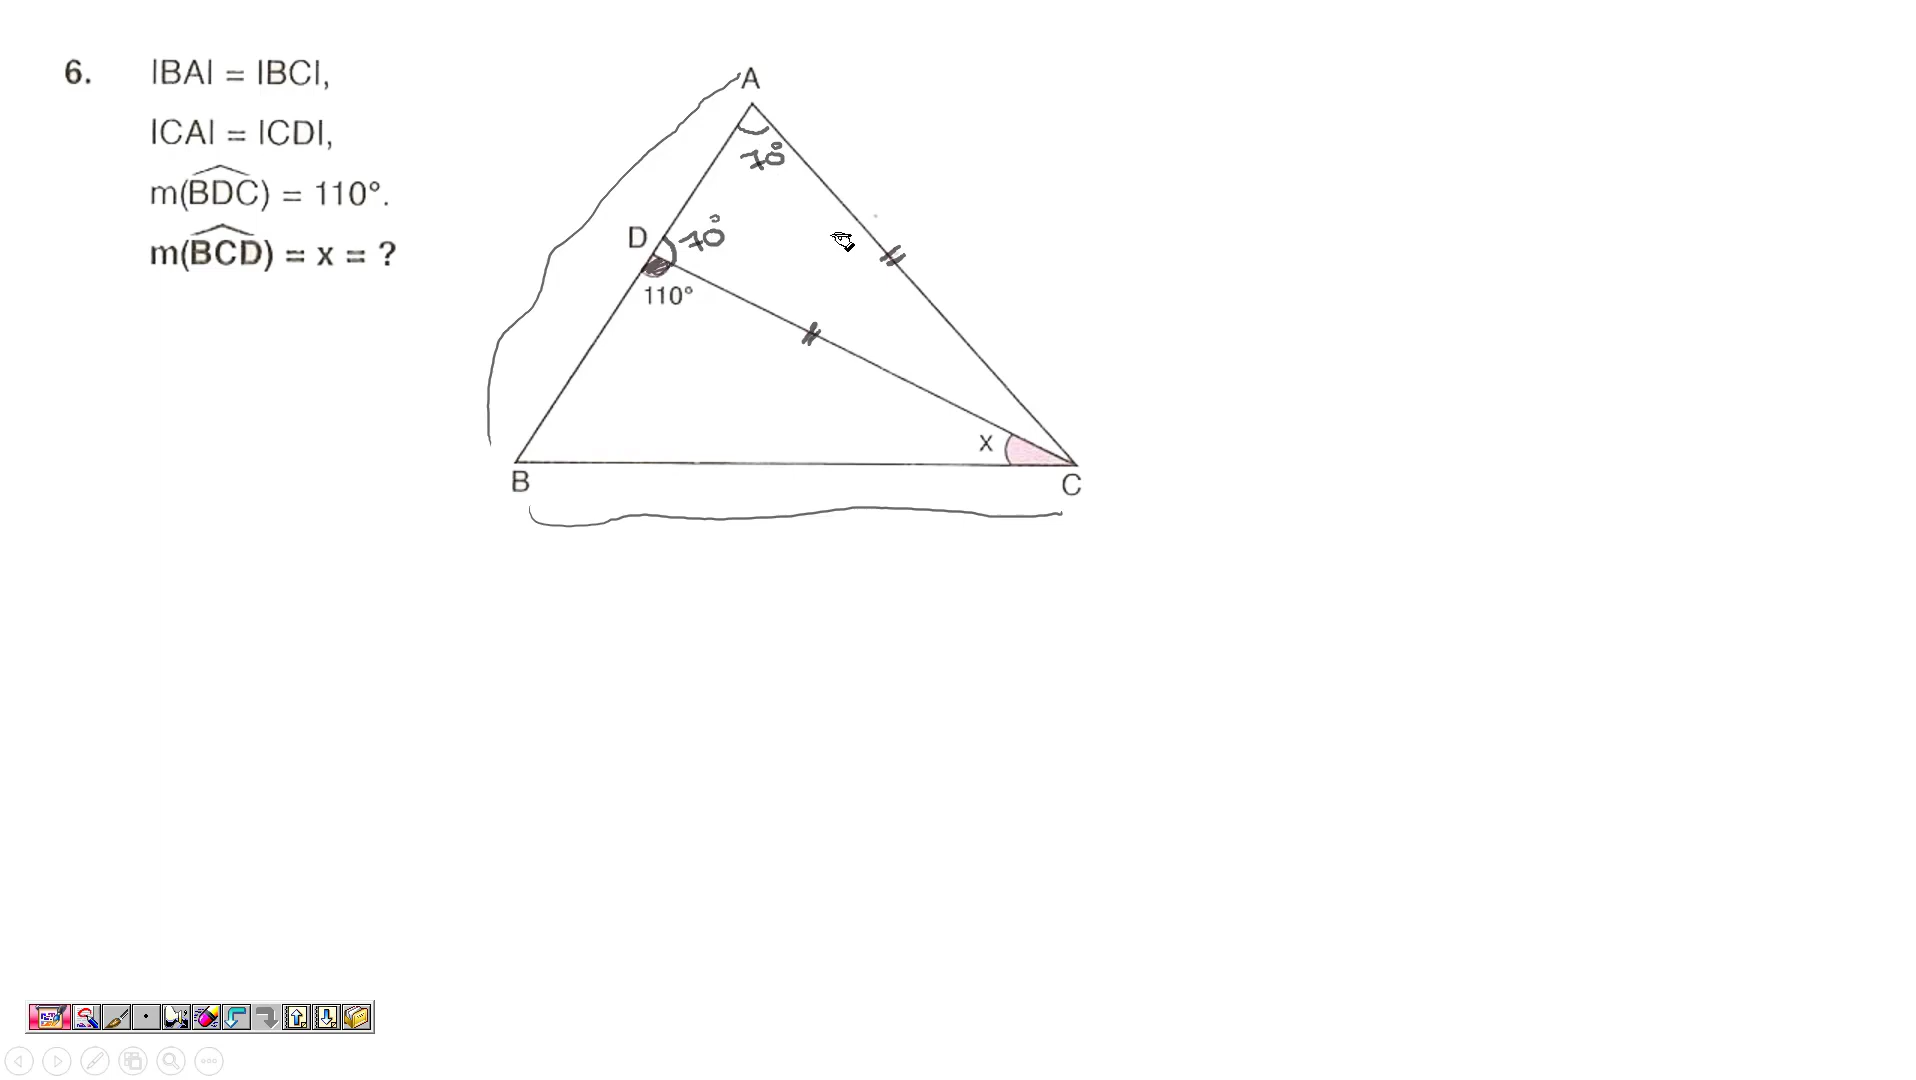 6. |BA| = |BC|,
|CA| = |CD|,
m(BDC) = 110°.
m(BCD) = x = ?
A
70°
D 70°
110°
x
B C